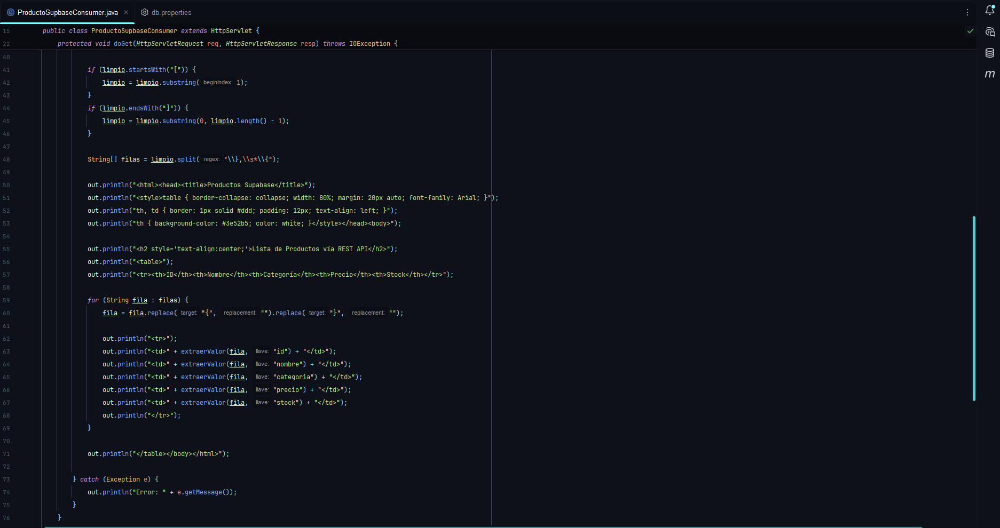 ProductoSupbaseConsumer.java
db.properties
15 public class ProductoSupbaseConsumer extends HttpServlet {
22 protected void doGet(HttpServletRequest req, HttpServletResponse resp) throws IOException {
40
41 if (limpio.startsWith("[")) {
42 limpio = limpio.substring( beginIndex: 1);
43 }
44 if (limpio.endsWith("]")) {
45 limpio = limpio.substring(0, limpio.length() - 1);
46 }
47
48 String[] filas = limpio.split( regex: "\\},\\s*\\{");
49
50 out.println("<html><head><title>Productos Supabase</title>");
51 out.println("<style>table { border-collapse: collapse; width: 80%; margin: 20px auto; font-family: Arial; }");
52 out.println("th, td { border: 1px solid #ddd; padding: 12px; text-align: left; }");
53 out.println("th { background-color: #3e52b5; color: white; }</style></head><body>");
54
55 out.println("<h2 style='text-align:center;'>Lista de Productos vía REST API</h2>");
56 out.println("<table>");
57 out.println("<tr><th>ID</th><th>Nombre</th><th>Categoría</th><th>Precio</th><th>Stock</th></tr>");
58
59 for (String fila : filas) {
60 fila = fila.replace( target: "{", replacement: "").replace( target: "}", replacement: "");
61
62 out.println("<tr>");
63 out.println("<td>" + extraerValor(fila, llave: "id") + "</td>");
64 out.println("<td>" + extraerValor(fila, llave: "nombre") + "</td>");
65 out.println("<td>" + extraerValor(fila, llave: "categoria") + "</td>");
66 out.println("<td>" + extraerValor(fila, llave: "precio") + "</td>");
67 out.println("<td>" + extraerValor(fila, llave: "stock") + "</td>");
68 out.println("</tr>");
69 }
70
71 out.println("</table></body></html>");
72
73 } catch (Exception e) {
74 out.println("Error: " + e.getMessage());
75 }
76 }
m